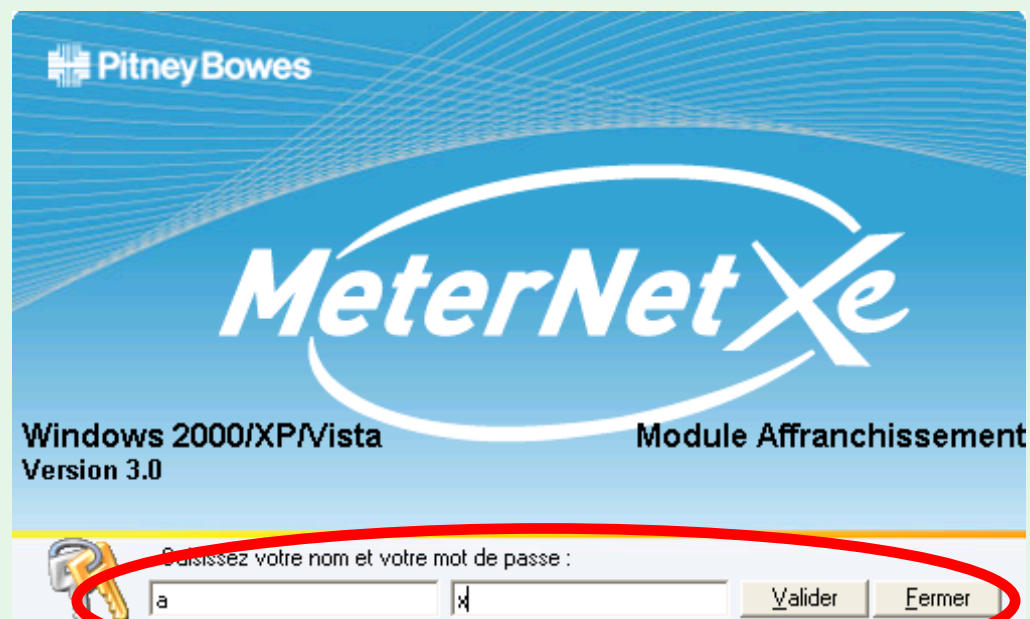 Pitney Bowes
MeterNet Xe
Windows 2000/XP/Vista
Module Affranchissement
Version 3.0
Saisissez votre nom et votre mot de passe :
a
x
Valider
Fermer